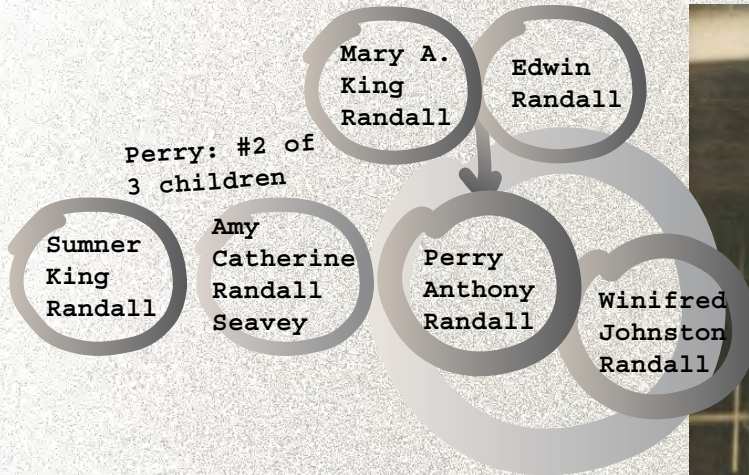 Mary A.
King
Randall
Edwin
Randall
Perry: #2 of
3 children
Sumner
King
Randall
Amy
Catherine
Randall
Seavey
Perry
Anthony
Randall
Winifred
Johnston
Randall